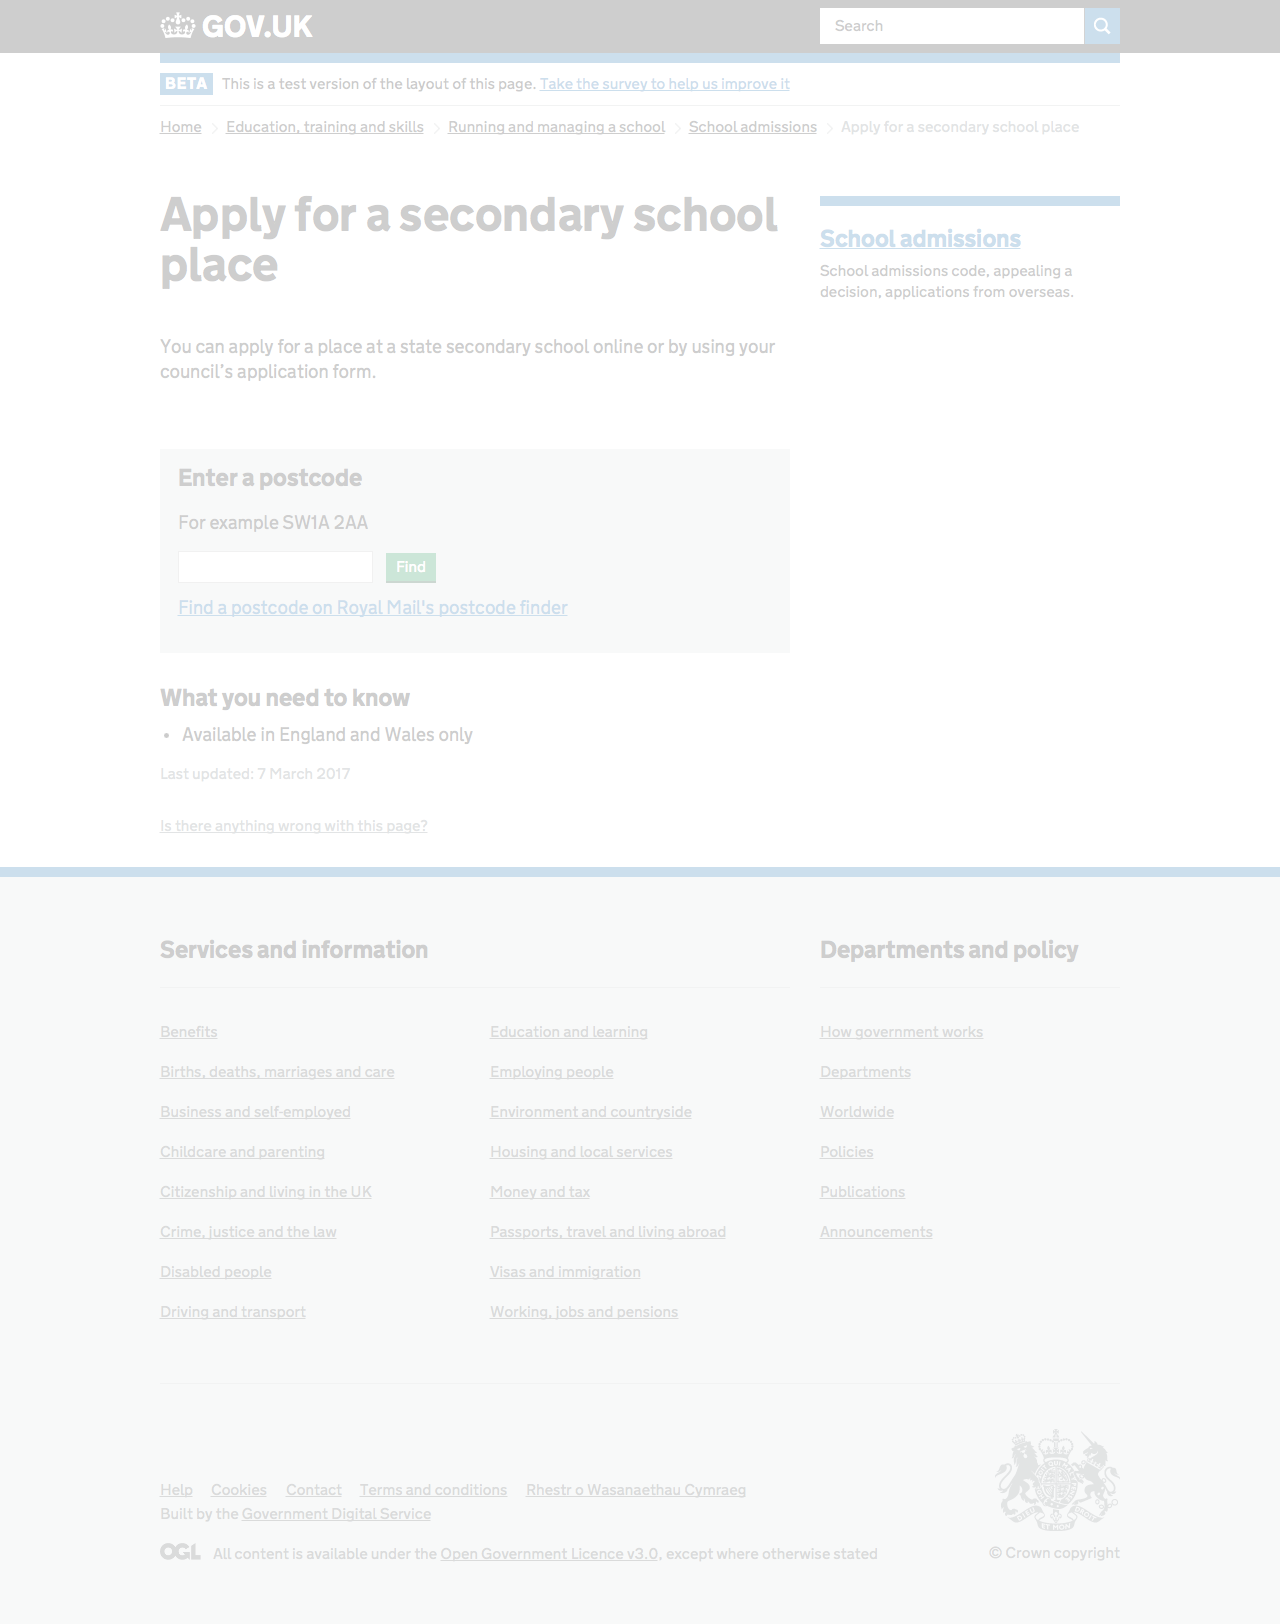 GOV.UK
Search
BETA This is a test version of the layout of this page. Take the survey to help us improve it
Home Education, training and skills Running and managing a school School admissions Apply for a secondary school place
Apply for a secondary school
place
School admissions
School admissions code, appealing a
decision, applications from overseas.
You can apply for a place at a state secondary school online or by using your
council’s application form.
Enter a postcode
For example SW1A 2AA
Find
Find a postcode on Royal Mail's postcode finder
What you need to know
• Available in England and Wales only
Last updated: 7 March 2017
Is there anything wrong with this page?
Services and information
Departments and policy
Benefits
Births, deaths, marriages and care
Business and self-employed
Childcare and parenting
Citizenship and living in the UK
Crime, justice and the law
Disabled people
Driving and transport
Education and learning
Employing people
Environment and countryside
Housing and local services
Money and tax
Passports, travel and living abroad
Visas and immigration
Working, jobs and pensions
How government works
Departments
Worldwide
Policies
Publications
Announcements
Help Cookies Contact Terms and conditions Rhestr o Wasanaethau Cymraeg
Built by the Government Digital Service
OGL All content is available under the Open Government Licence v3.0, except where otherwise stated
© Crown copyright